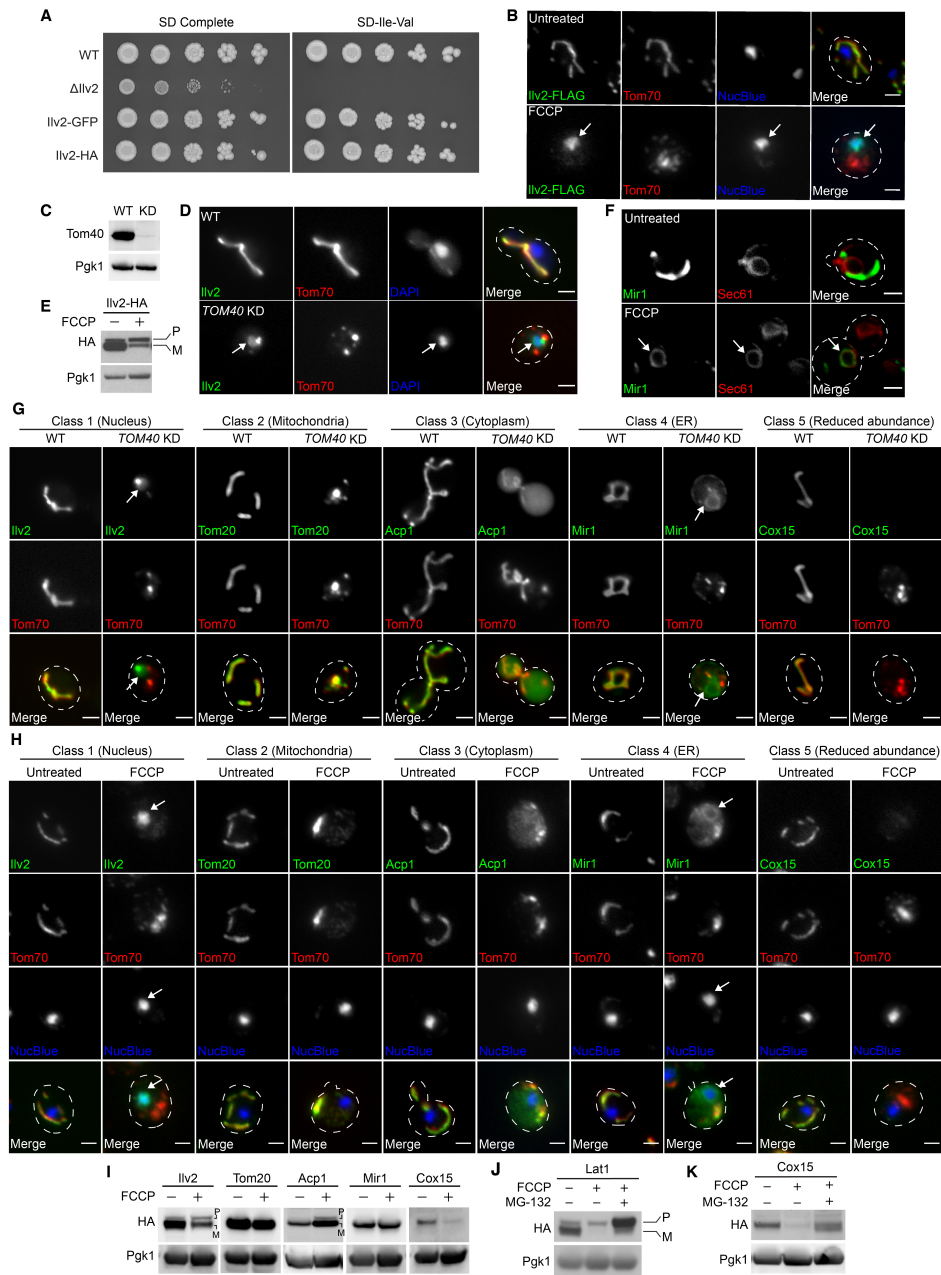 A
SD Complete
SD-Ile-Val
WT
ΔIlv2
Ilv2-GFP
Ilv2-HA
B
Untreated
Ilv2-FLAG
Tom70
NucBlue
Merge
FCCP
Ilv2-FLAG
Tom70
NucBlue
Merge
C
WT KD
Tom40
Pgk1
D
WT
Ilv2
Tom70
DAPI
Merge
TOM40 KD
Ilv2
Tom70
DAPI
Merge
E
Ilv2-HA
FCCP – +
HA
P
M
Pgk1
F
Untreated
Mir1
Sec61
Merge
FCCP
Mir1
Sec61
Merge
G
Class 1 (Nucleus) Class 2 (Mitochondria) Class 3 (Cytoplasm) Class 4 (ER) Class 5 (Reduced abundance)
WT TOM40 KD WT TOM40 KD WT TOM40 KD WT TOM40 KD WT TOM40 KD
Ilv2 Ilv2 Tom20 Tom20 Acp1 Acp1 Mir1 Mir1 Cox15 Cox15
Tom70 Tom70 Tom70 Tom70 Tom70 Tom70 Tom70 Tom70 Tom70 Tom70
Merge Merge Merge Merge Merge Merge Merge Merge Merge Merge
H
Class 1 (Nucleus) Class 2 (Mitochondria) Class 3 (Cytoplasm) Class 4 (ER) Class 5 (Reduced abundance)
Untreated FCCP Untreated FCCP Untreated FCCP Untreated FCCP Untreated FCCP
Ilv2 Ilv2 Tom20 Tom20 Acp1 Acp1 Mir1 Mir1 Cox15 Cox15
Tom70 Tom70 Tom70 Tom70 Tom70 Tom70 Tom70 Tom70 Tom70 Tom70
NucBlue NucBlue NucBlue NucBlue NucBlue NucBlue NucBlue NucBlue NucBlue NucBlue
Merge Merge Merge Merge Merge Merge Merge Merge Merge Merge
I
Ilv2 Tom20 Acp1 Mir1 Cox15
FCCP – + – + – + – + – +
HA
P
M
P
M
Pgk1
J
Lat1
FCCP – + +
MG-132 – – +
HA
P
M
Pgk1
K
Cox15
FCCP – + +
MG-132 – – +
HA
Pgk1